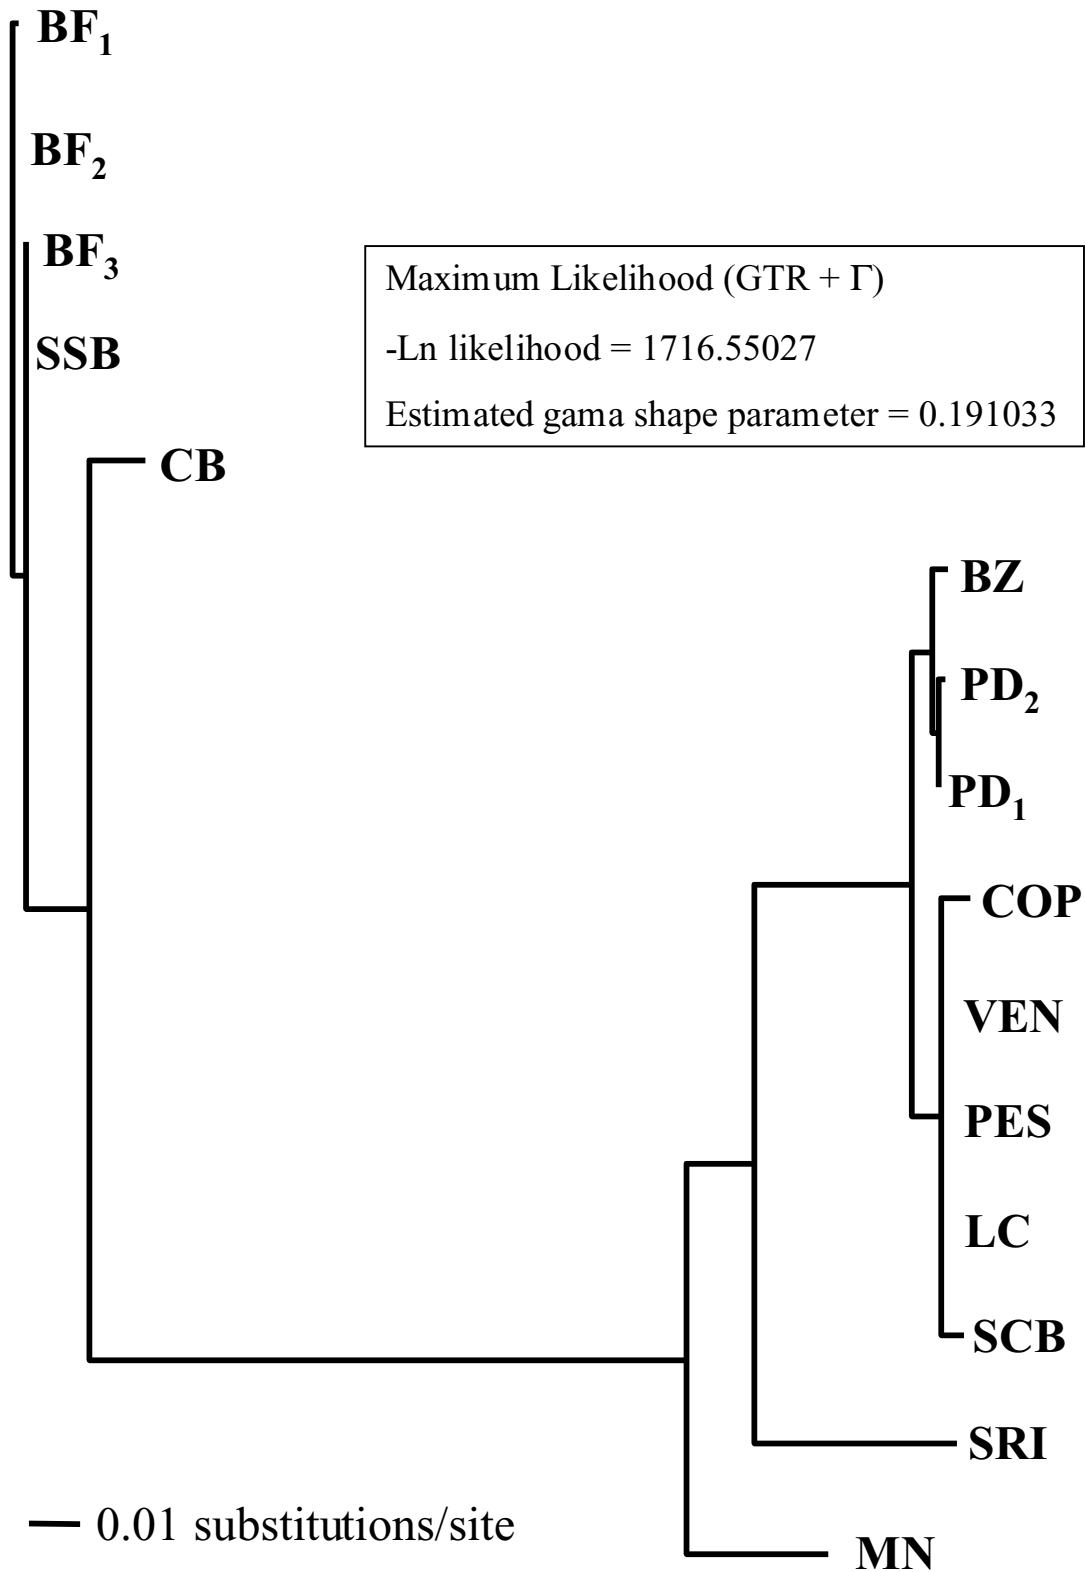 BF1
BF2
BF3
Maximum Likelihood (GTR + Γ)
-Ln likelihood = 1716.55027
Estimated gama shape parameter = 0.191033
SSB
CB
BZ
PD2
PD1
COP
VEN
PES
LC
SCB
SRI
0.01 substitutions/site
MN